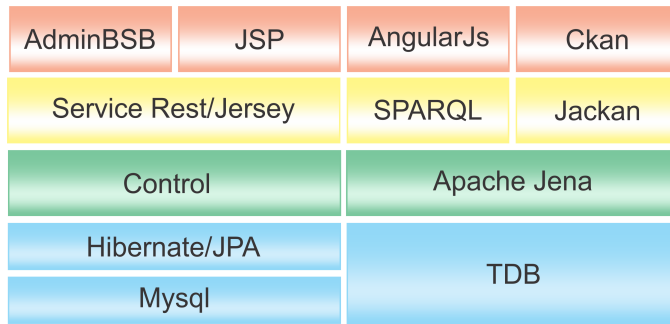 AdminBSB
JSP
AngularJs
Ckan
Service Rest/Jersey
SPARQL
Jackan
Control
Apache Jena
Hibernate/JPA
TDB
Mysql